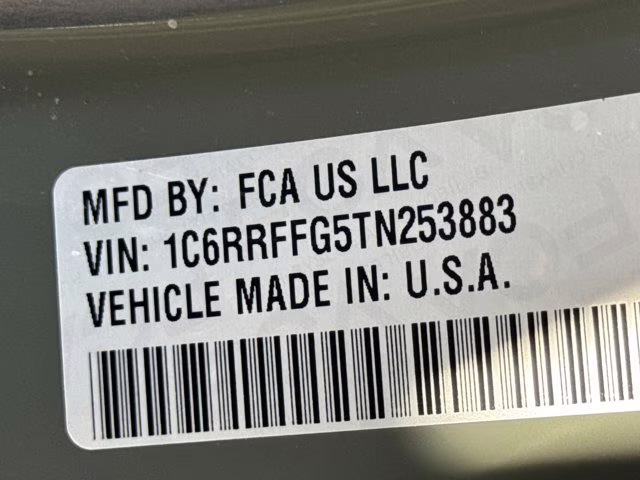 MFD BY: FCA US LLC
VIN: 1C6RRFFG5TN253883
VEHICLE MADE IN: U.S.A.